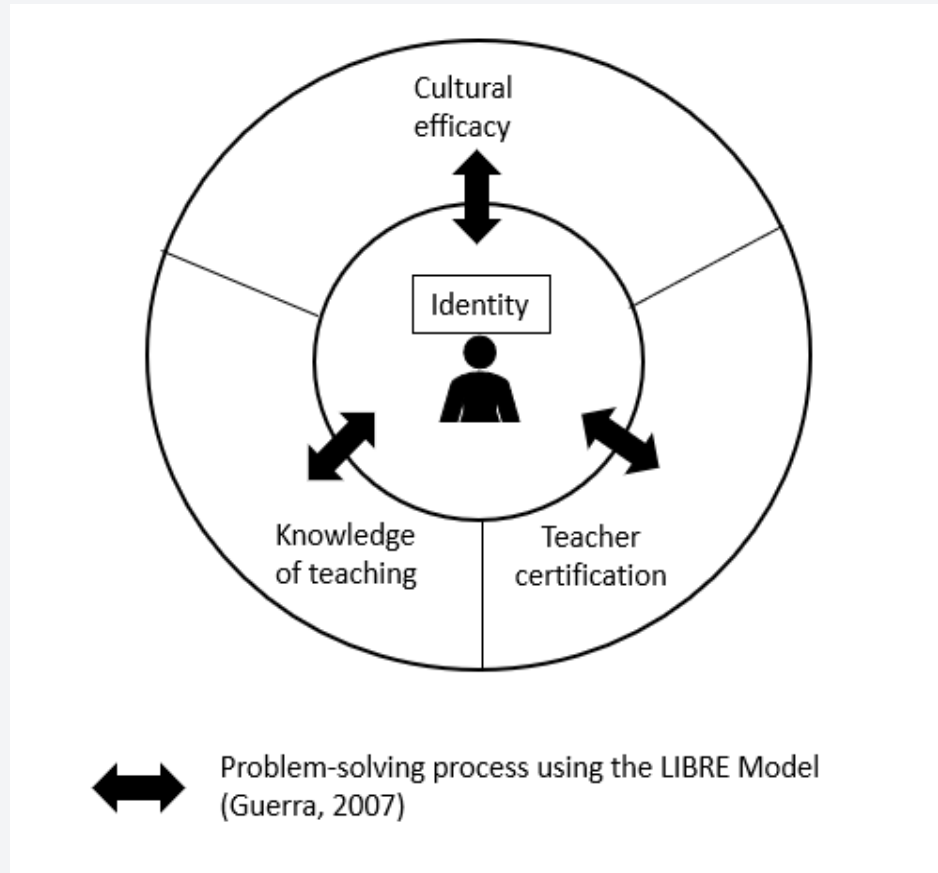 Cultural
efficacy
Identity
Knowledge
of teaching
Teacher
certification
Problem-solving process using the LIBRE Model
(Guerra, 2007)